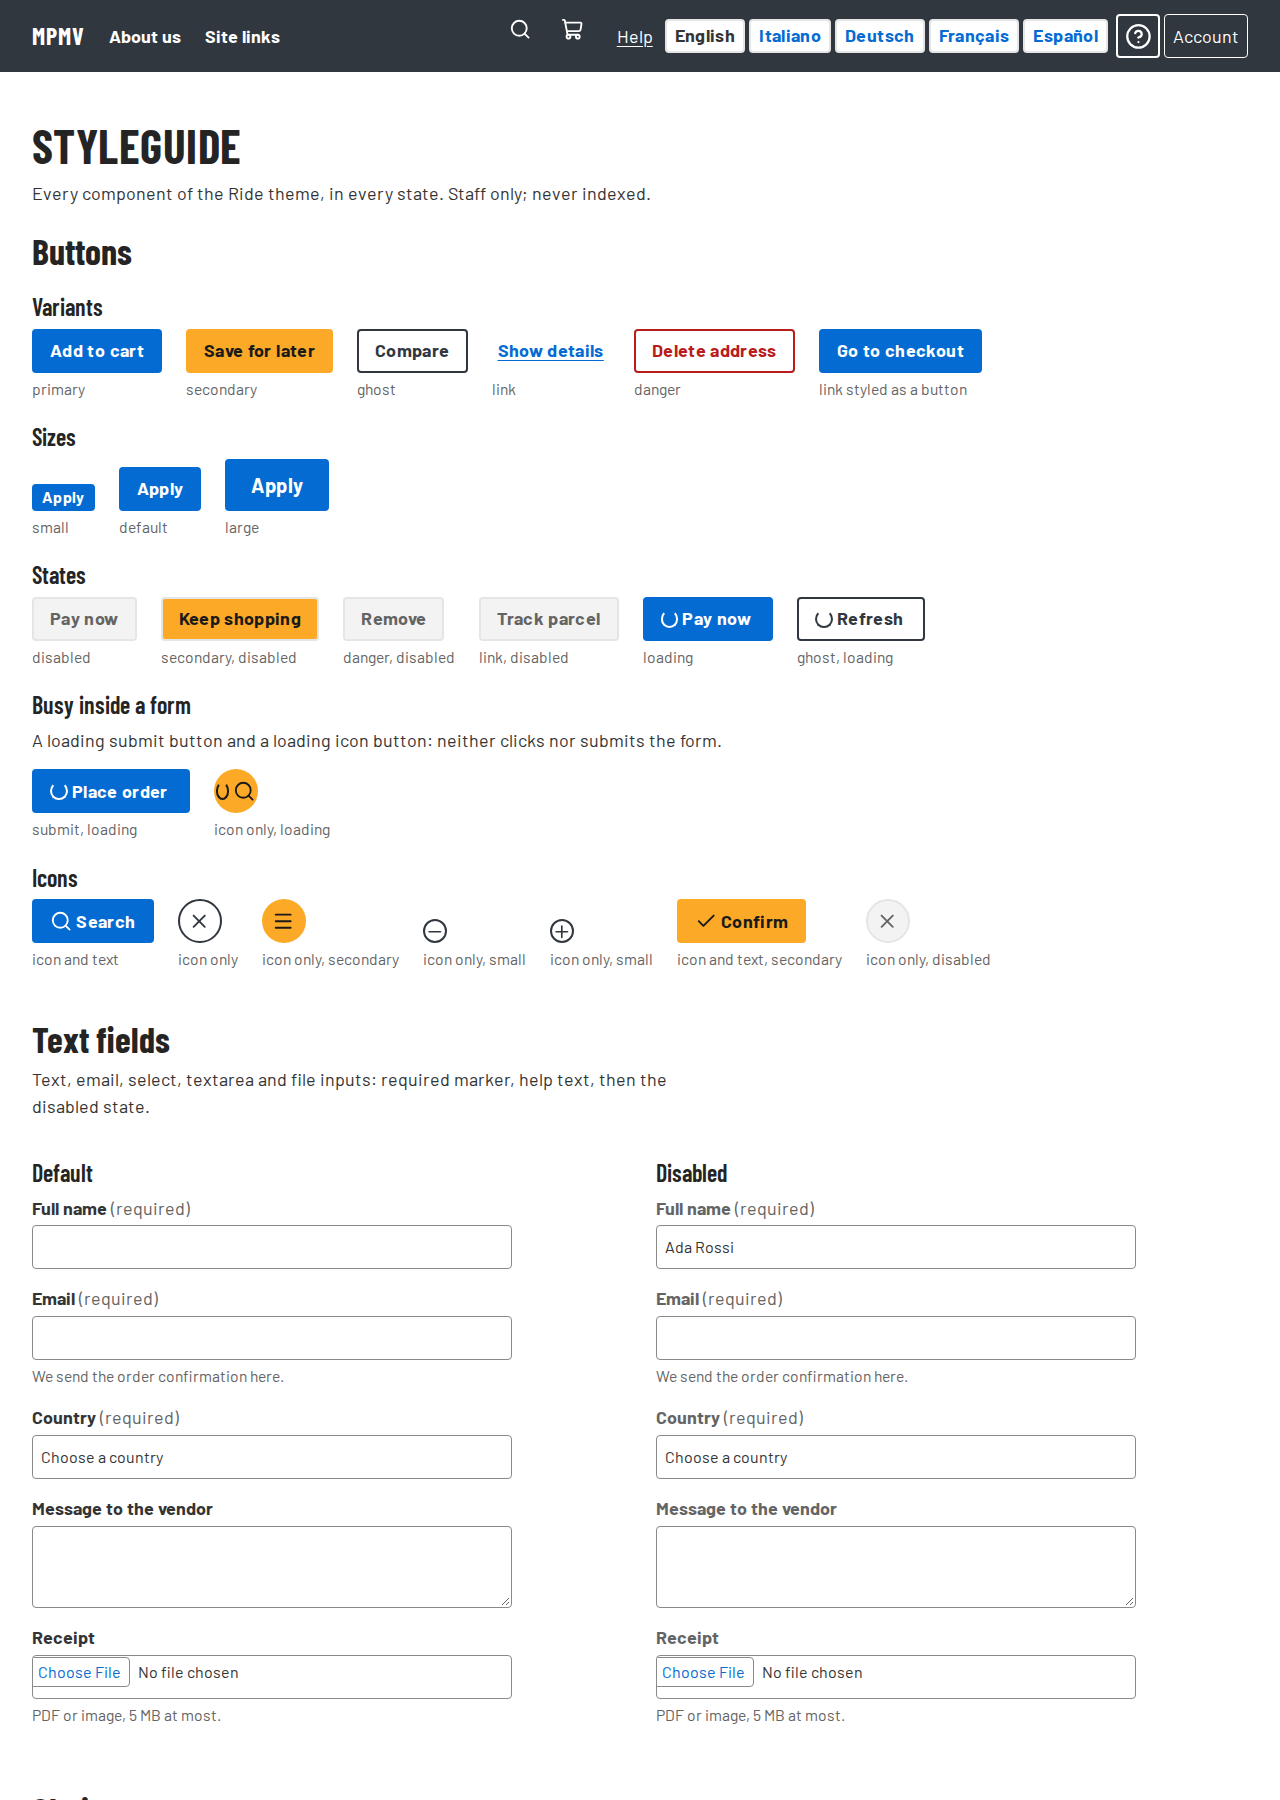 MPMV About us Site links Help English Italiano Deutsch Français Español Account
STYLEGUIDE
Every component of the Ride theme, in every state. Staff only; never indexed.
Buttons
Variants
Add to cart Save for later Compare Show details Delete address Go to checkout
primary secondary ghost link danger link styled as a button
Sizes
Apply Apply Apply
small default large
States
Pay now Keep shopping Remove Track parcel Pay now Refresh
disabled secondary, disabled danger, disabled link, disabled loading ghost, loading
Busy inside a form
A loading submit button and a loading icon button: neither clicks nor submits the form.
Place order
submit, loading icon only, loading
Icons
Search Confirm
icon and text icon only icon only, secondary icon only, small icon only, small icon and text, secondary icon only, disabled
Text fields
Text, email, select, textarea and file inputs: required marker, help text, then the
disabled state.
Default Disabled
Full name (required) Full name (required)
Ada Rossi
Email (required) Email (required)
We send the order confirmation here. We send the order confirmation here.
Country (required) Country (required)
Choose a country Choose a country
Message to the vendor Message to the vendor
Receipt Receipt
Choose File No file chosen Choose File No file chosen
PDF or image, 5 MB at most. PDF or image, 5 MB at most.